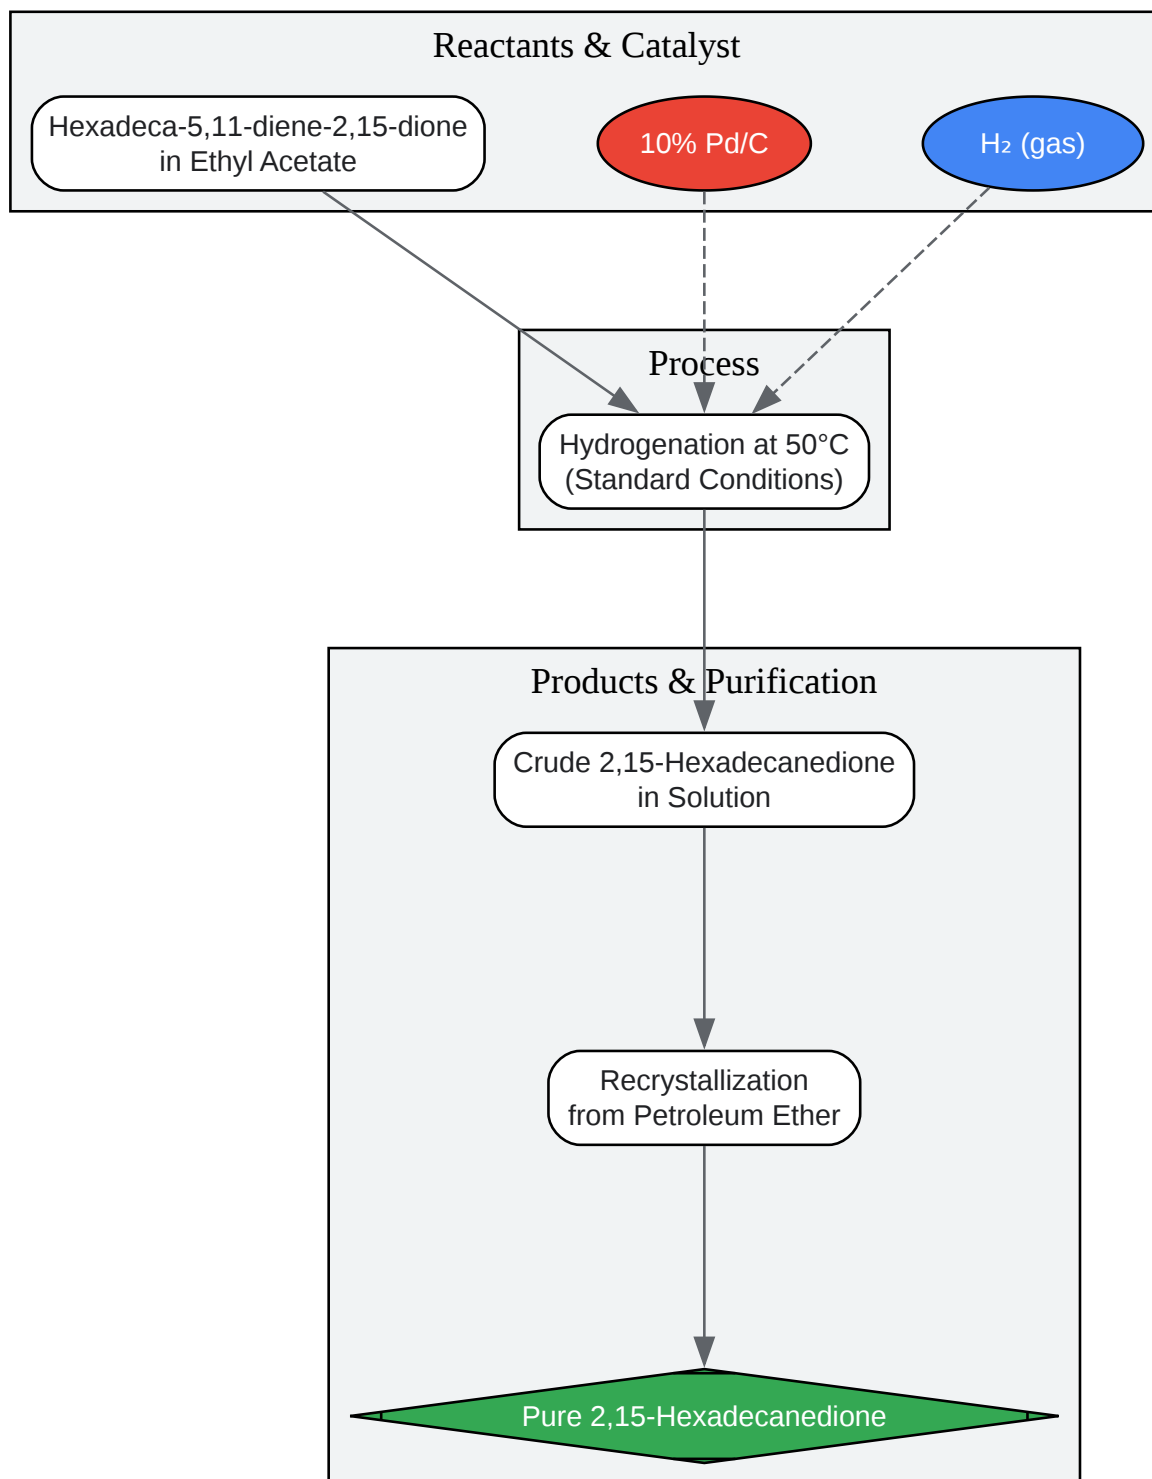 Reactants & Catalyst
Hexadeca-5,11-diene-2,15-dione
in Ethyl Acetate
10% Pd/C
H₂ (gas)
Process
Hydrogenation at 50°C
(Standard Conditions)
Products & Purification
Crude 2,15-Hexadecanedione
in Solution
Recrystallization
from Petroleum Ether
Pure 2,15-Hexadecanedione